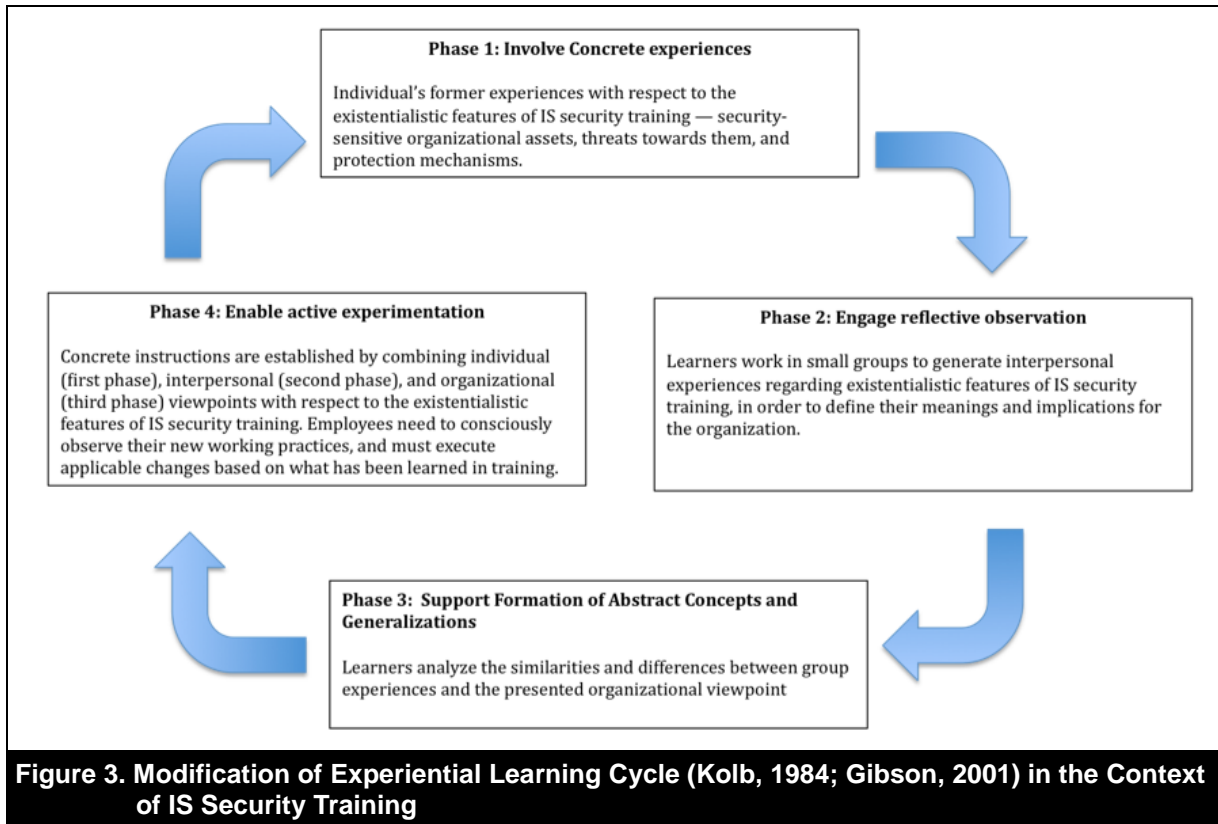 Phase 1: Involve Concrete experiences
Individual's former experiences with respect to the
existentialistic features of IS security training — security-
sensitive organizational assets, threats towards them, and
protection mechanisms.
Phase 2: Engage reflective observation
Learners work in small groups to generate interpersonal
experiences regarding existentialistic features of IS security
training, in order to define their meanings and implications for
the organization.
Phase 3: Support Formation of Abstract Concepts and
Generalizations
Learners analyze the similarities and differences between group
experiences and the presented organizational viewpoint
Phase 4: Enable active experimentation
Concrete instructions are established by combining individual
(first phase), interpersonal (second phase), and organizational
(third phase) viewpoints with respect to the existentialistic
features of IS security training. Employees need to consciously
observe their new working practices, and must execute
applicable changes based on what has been learned in training.
Figure 3. Modification of Experiential Learning Cycle (Kolb, 1984; Gibson, 2001) in the Context
of IS Security Training